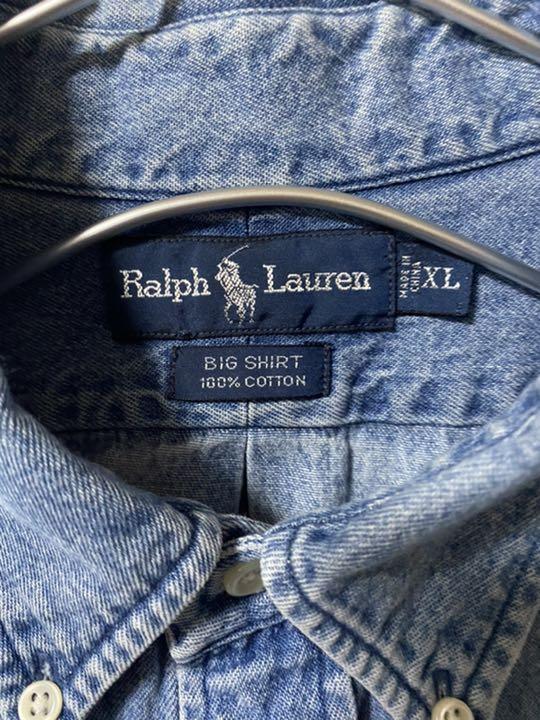 Ralph Lauren
MADE IN CHINA
XL
BIG SHIRT
100% COTTON